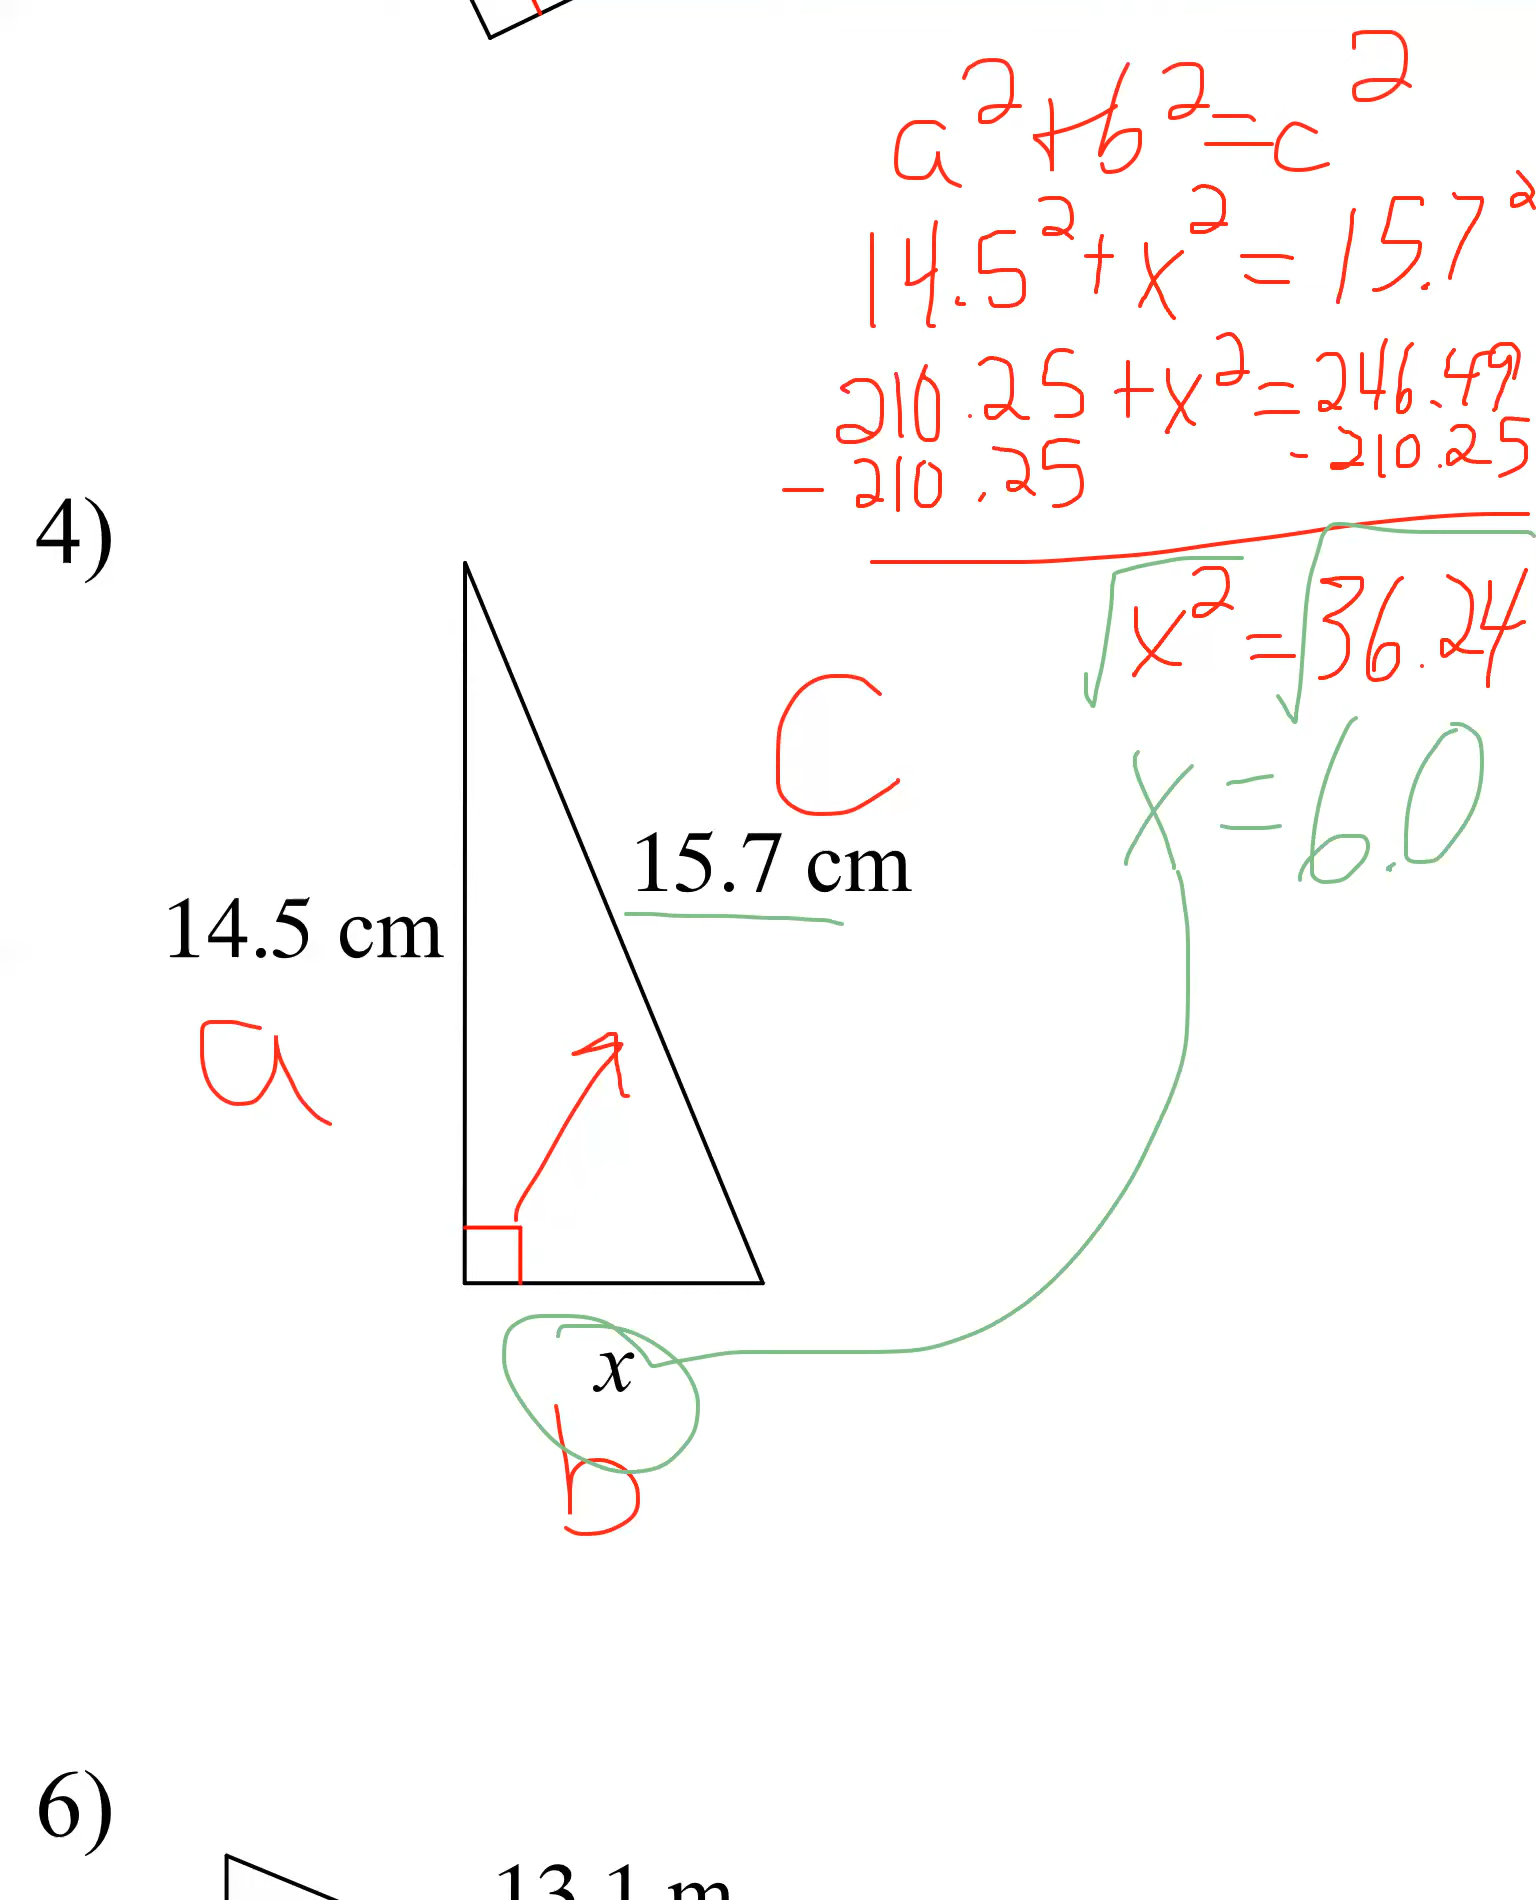 a²+b²=c²
14.5²+x²=15.7²
210.25+x²=246.49
-210.25 -210.25
4)
x²=36.24
C
x=6.0
15.7 cm
14.5 cm
a
x
b
6)
13.1 m